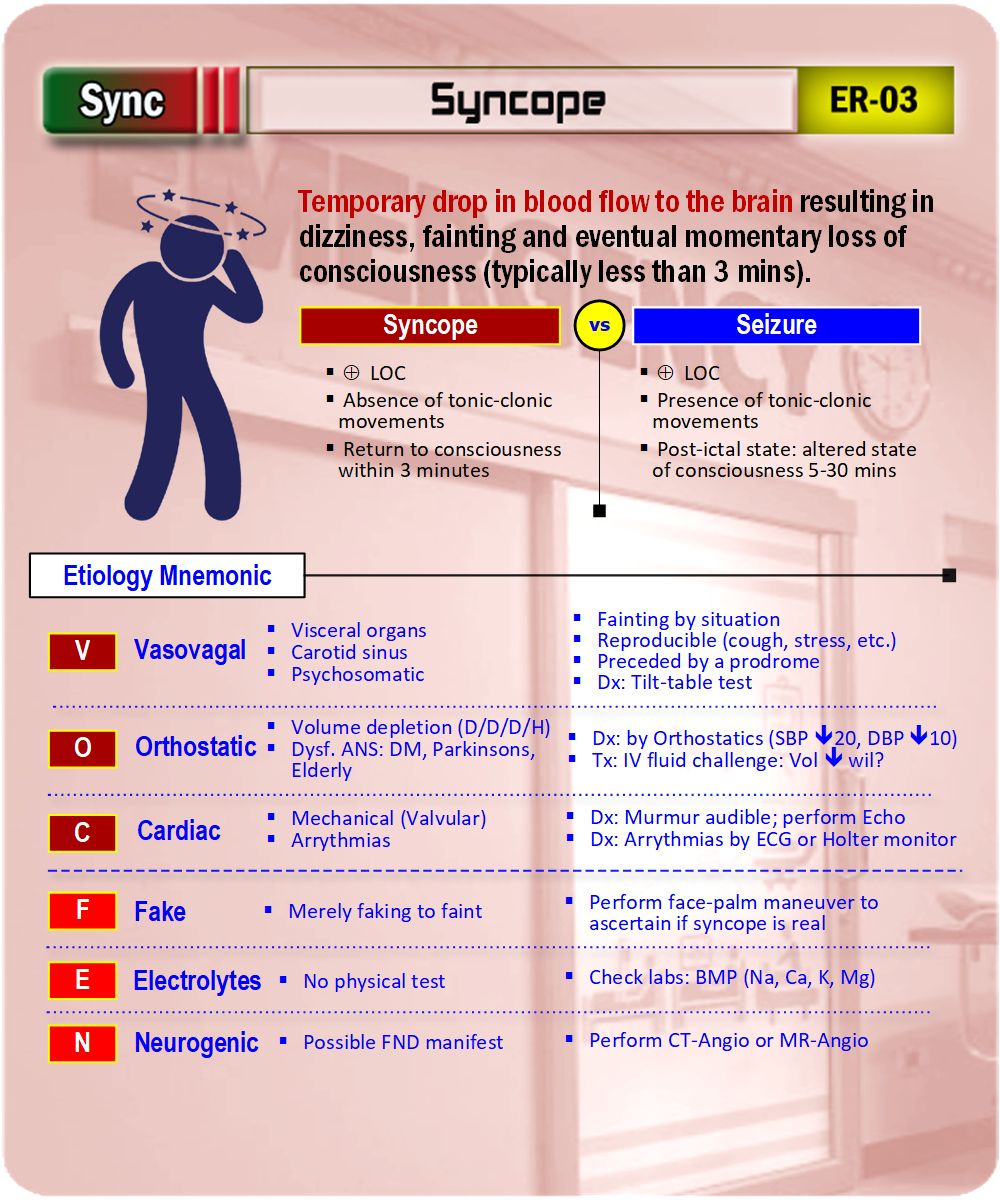 Sync
Syncope
ER-03
EMERGENCY
Temporary drop in blood flow to the brain resulting in
dizziness, fainting and eventual momentary loss of
consciousness (typically less than 3 mins).
Syncope
vs
Seizure
▪ ⊕ LOC
▪ Absence of tonic-clonic
movements
▪ Return to consciousness
within 3 minutes
▪ ⊕ LOC
▪ Presence of tonic-clonic
movements
▪ Post-ictal state: altered state
of consciousness 5-30 mins
Etiology Mnemonic
V
Vasovagal
▪ Visceral organs
▪ Carotid sinus
▪ Psychosomatic
▪ Fainting by situation
▪ Reproducible (cough, stress, etc.)
▪ Preceded by a prodrome
▪ Dx: Tilt-table test
O
Orthostatic
▪ Volume depletion (D/D/D/H)
▪ Dysf. ANS: DM, Parkinsons,
Elderly
▪ Dx: by Orthostatics (SBP 🡻20, DBP 🡻10)
▪ Tx: IV fluid challenge: Vol 🡻 wil?
C
Cardiac
▪ Mechanical (Valvular)
▪ Arrythmias
▪ Dx: Murmur audible; perform Echo
▪ Dx: Arrythmias by ECG or Holter monitor
F
Fake
▪ Merely faking to faint
▪ Perform face-palm maneuver to
ascertain if syncope is real
E
Electrolytes
▪ No physical test
▪ Check labs: BMP (Na, Ca, K, Mg)
N
Neurogenic
▪ Possible FND manifest
▪ Perform CT-Angio or MR-Angio